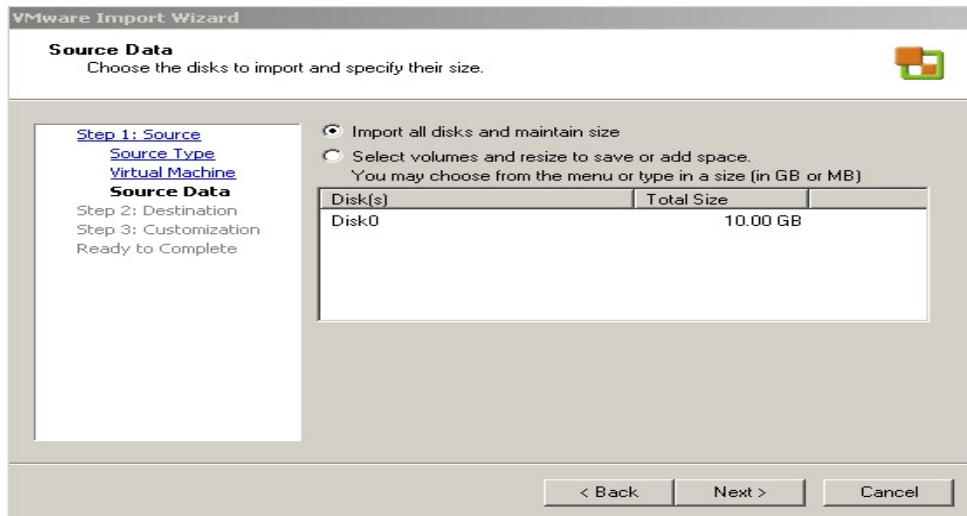 VMware Import Wizard
Source Data
Choose the disks to import and specify their size.
Step 1: Source
Source Type
Virtual Machine
Source Data
Step 2: Destination
Step 3: Customization
Ready to Complete
Import all disks and maintain size
Select volumes and resize to save or add space.
You may choose from the menu or type in a size (in GB or MB)
Disk(s) Total Size
Disk0 10.00 GB
< Back Next > Cancel